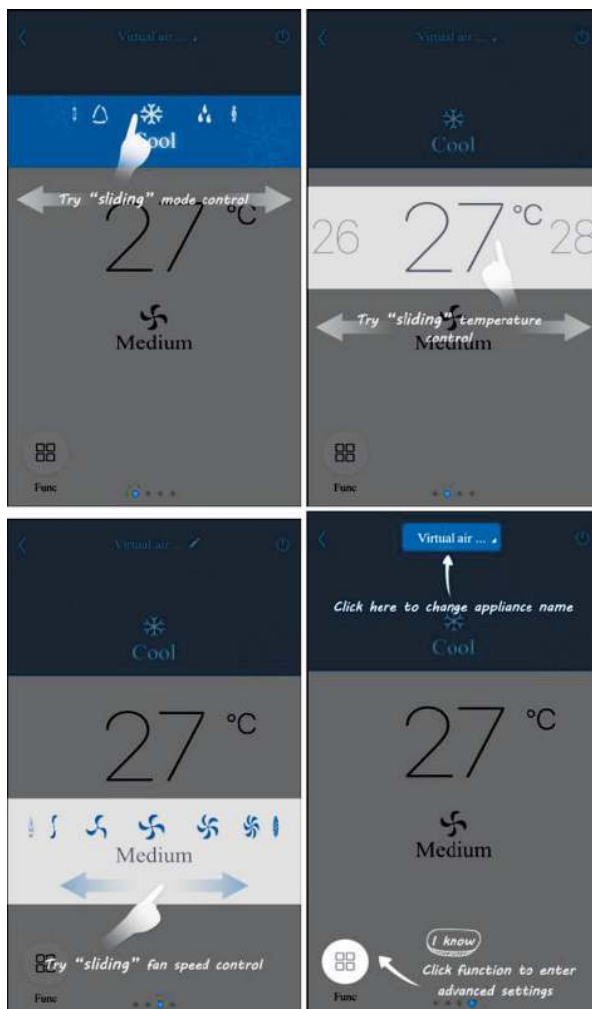 Virtual air ...
Cool
Try "sliding" mode control
27 °C
Medium
Func
Virtual air ...
Cool
26 27 °C 28
Try "sliding" temperature
control
Medium
Func
Virtual air ...
Cool
27 °C
Medium
Try "sliding" fan speed control
Func
Virtual air ...
Click here to change appliance name
Cool
27 °C
Medium
I know
Click function to enter
advanced settings
Func